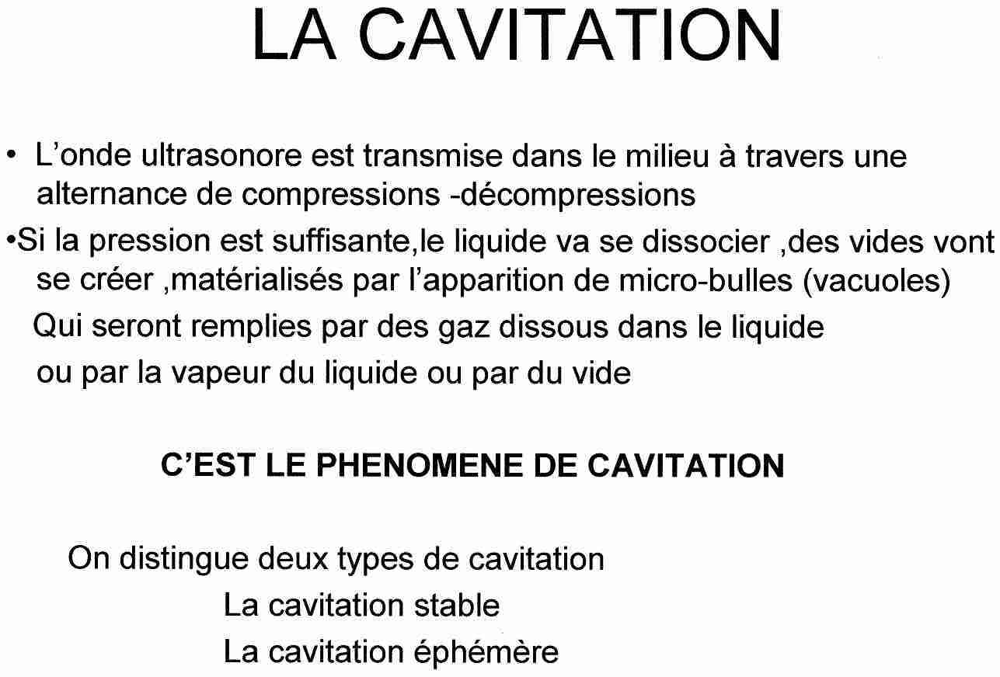 LA CAVITATION
• L'onde ultrasonore est transmise dans le milieu à travers une
alternance de compressions -décompressions
•Si la pression est suffisante,le liquide va se dissocier ,des vides vont
se créer ,matérialisés par l'apparition de micro-bulles (vacuoles)
Qui seront remplies par des gaz dissous dans le liquide
ou par la vapeur du liquide ou par du vide
C'EST LE PHENOMENE DE CAVITATION
On distingue deux types de cavitation
La cavitation stable
La cavitation éphémère